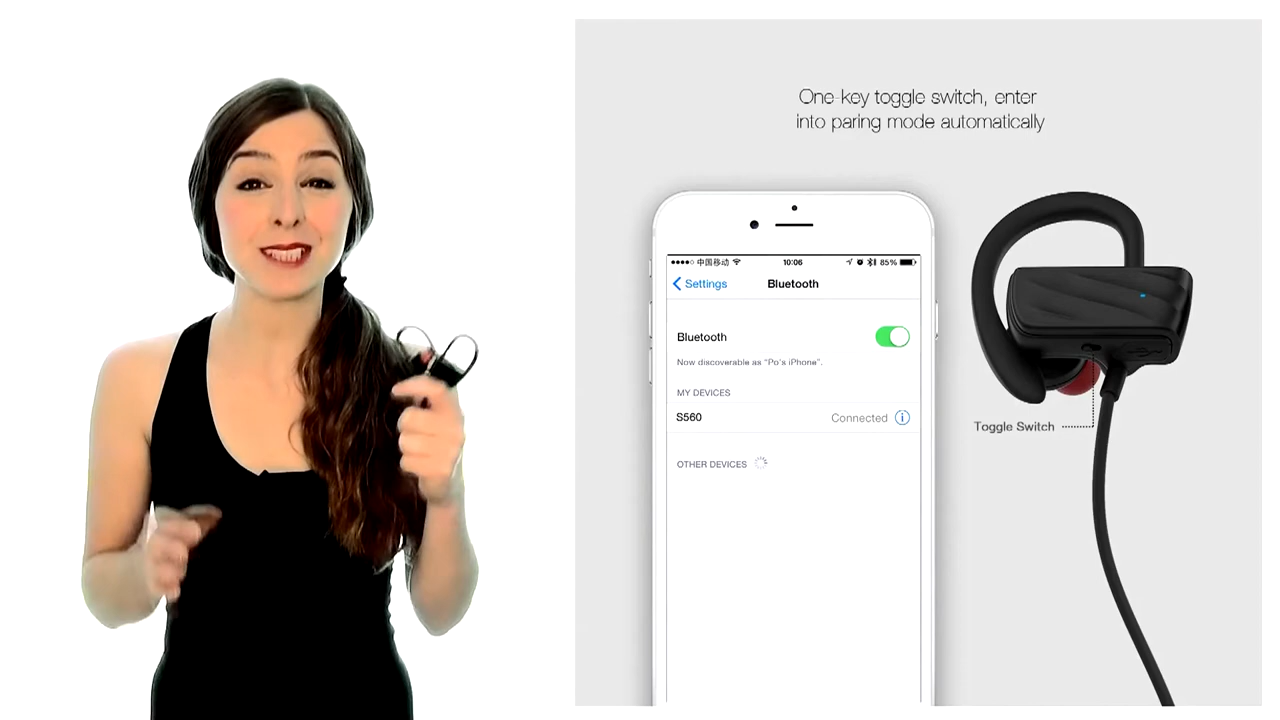 One-key toggle switch, enter
into paring mode automatically
中国移动 10:06 85%
Settings Bluetooth
Bluetooth
Now discoverable as “Po's iPhone”.
MY DEVICES
S560 Connected
OTHER DEVICES
Toggle Switch